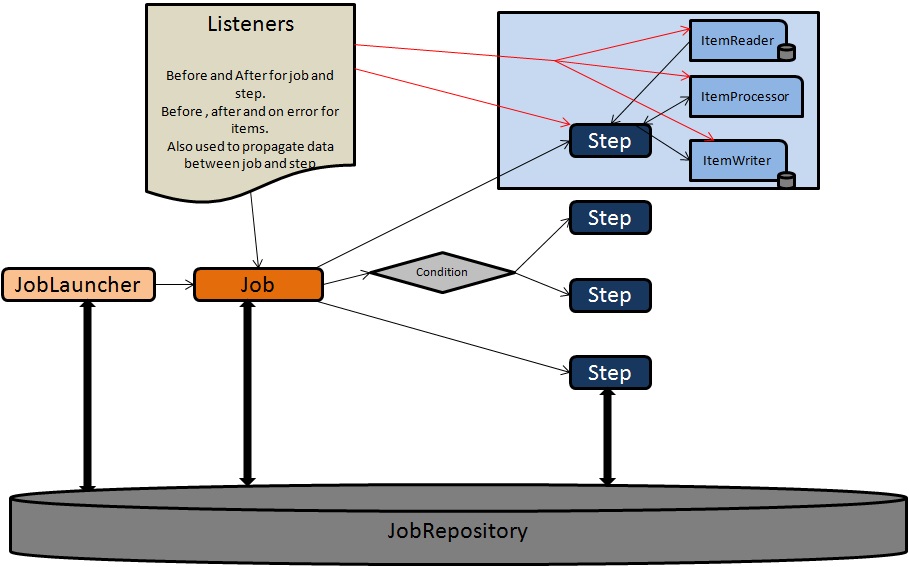 Listeners
Before and After for job and
step.
Before , after and on error for
items.
Also used to propagate data
between job and step
ItemReader
ItemProcessor
Step
ItemWriter
Step
Condition
JobLauncher
Job
Step
Step
JobRepository